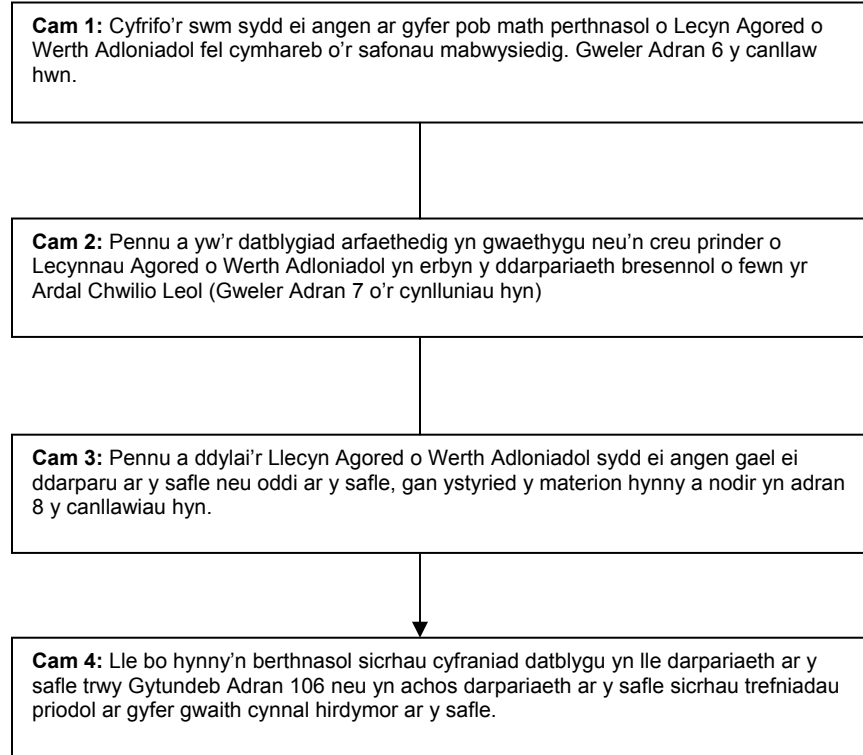 Cam 1: Cyfrifo’r swm sydd ei angen ar gyfer pob math perthnasol o Lecyn Agored o
Werth Adloniadol fel cymhareb o’r safonau mabwysiedig. Gweler Adran 6 y canllaw
hwn.
Cam 2: Pennu a yw’r datblygiad arfaethedig yn gwaethygu neu’n creu prinder o
Lecynnau Agored o Werth Adloniadol yn erbyn y ddarpariaeth bresennol o fewn yr
Ardal Chwilio Leol (Gweler Adran 7 o’r cynlluniau hyn)
Cam 3: Pennu a ddylai’r Llecyn Agored o Werth Adloniadol sydd ei angen gael ei
ddarparu ar y safle neu oddi ar y safle, gan ystyried y materion hynny a nodir yn adran
8 y canllawiau hyn.
Cam 4: Lle bo hynny’n berthnasol sicrhau cyfraniad datblygu yn lle darpariaeth ar y
safle trwy Gytundeb Adran 106 neu yn achos darpariaeth ar y safle sicrhau trefniadau
priodol ar gyfer gwaith cynnal hirdymor ar y safle.